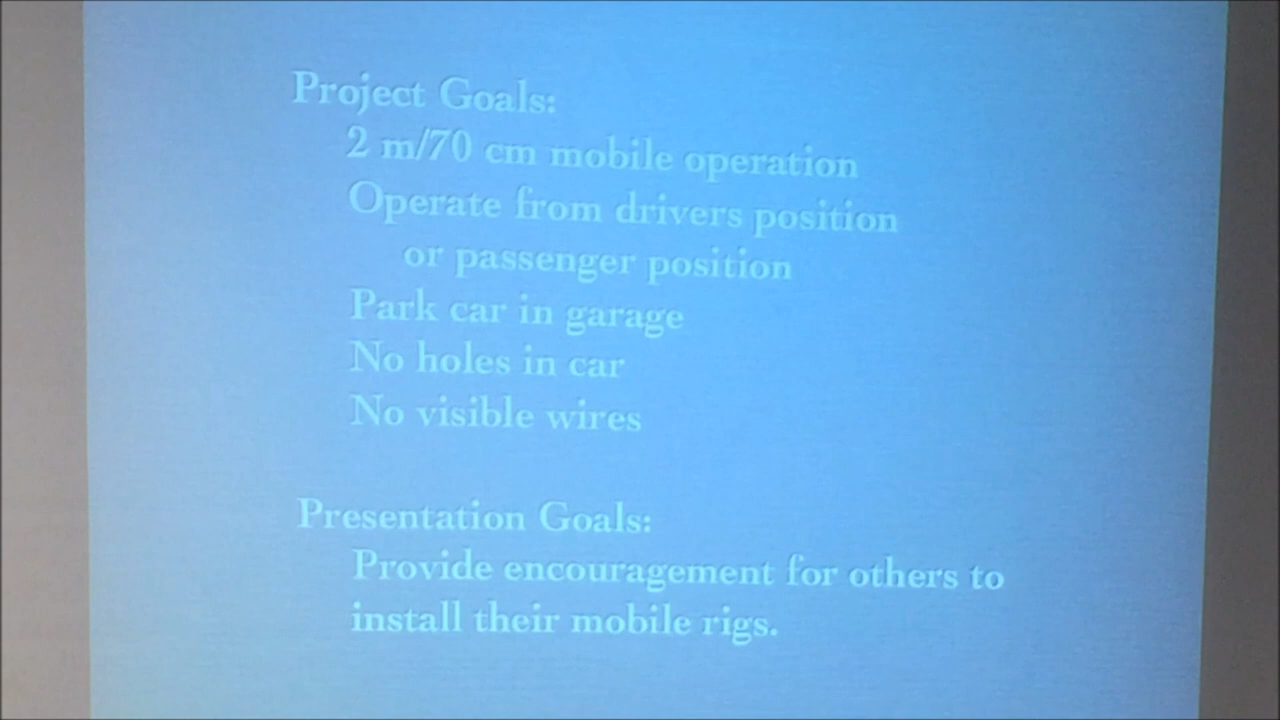 Project Goals:
2 m/70 cm mobile operation
Operate from drivers position
or passenger position
Park car in garage
No holes in car
No visible wires
Presentation Goals:
Provide encouragement for others to
install their mobile rigs.